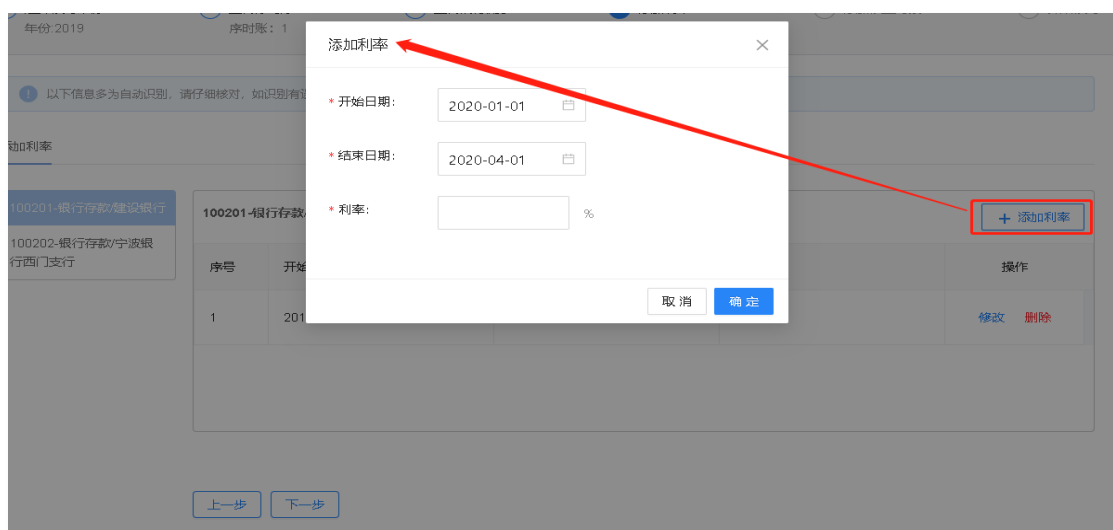 年份:2019
序时账：1
添加利率
以下信息多为自动识别，请仔细核对，如识别有
* 开始日期：
2020-01-01
* 结束日期：
2020-04-01
* 利率：
%
取 消
确 定
加利率
100201-银行存款/建设银行
100202-银行存款/宁波银
行西门支行
100201-银行存款
+ 添加利率
序号
开始
操作
1
201
修改
删除
上一步
下一步